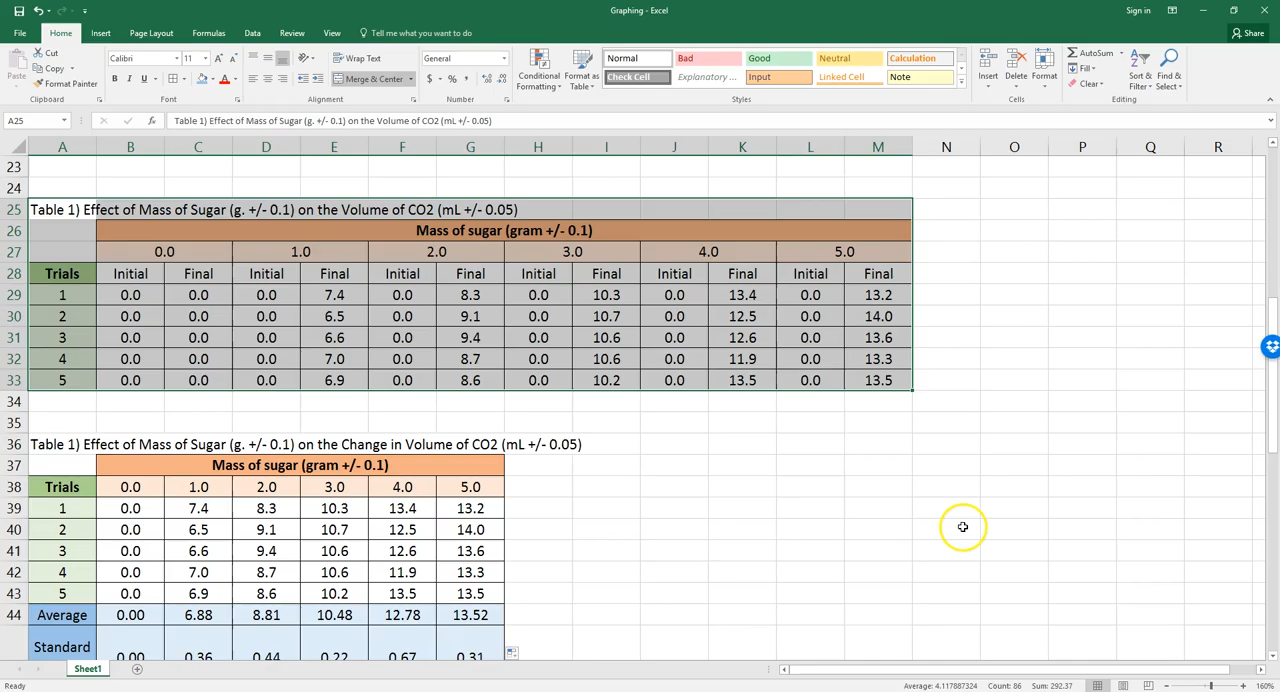 Graphing - Excel
Sign in
File Home Insert Page Layout Formulas Data Review View Tell me what you want to do
Share
Paste
Cut
Copy
Format Painter
Clipboard
Calibri 11
B I U
Font
Wrap Text
Merge & Center
Alignment
General
$ % ,
Number
Conditional Formatting
Format as Table
Normal Bad Good Neutral Calculation
Check Cell Explanatory ... Input Linked Cell Note
Styles
Insert Delete Format
Cells
AutoSum
Fill
Clear
Sort & Filter
Find & Select
Editing
A25 fx Table 1) Effect of Mass of Sugar (g. +/- 0.1) on the Volume of CO2 (mL +/- 0.05)
A B C D E F G H I J K L M N O P Q R
23
24
25 Table 1) Effect of Mass of Sugar (g. +/- 0.1) on the Volume of CO2 (mL +/- 0.05)
26 Mass of sugar (gram +/- 0.1)
27 0.0 1.0 2.0 3.0 4.0 5.0
28 Trials Initial Final Initial Final Initial Final Initial Final Initial Final Initial Final
29 1 0.0 0.0 0.0 7.4 0.0 8.3 0.0 10.3 0.0 13.4 0.0 13.2
30 2 0.0 0.0 0.0 6.5 0.0 9.1 0.0 10.7 0.0 12.5 0.0 14.0
31 3 0.0 0.0 0.0 6.6 0.0 9.4 0.0 10.6 0.0 12.6 0.0 13.6
32 4 0.0 0.0 0.0 7.0 0.0 8.7 0.0 10.6 0.0 11.9 0.0 13.3
33 5 0.0 0.0 0.0 6.9 0.0 8.6 0.0 10.2 0.0 13.5 0.0 13.5
34
35
36 Table 1) Effect of Mass of Sugar (g. +/- 0.1) on the Change in Volume of CO2 (mL +/- 0.05)
37 Mass of sugar (gram +/- 0.1)
38 Trials 0.0 1.0 2.0 3.0 4.0 5.0
39 1 0.0 7.4 8.3 10.3 13.4 13.2
40 2 0.0 6.5 9.1 10.7 12.5 14.0
41 3 0.0 6.6 9.4 10.6 12.6 13.6
42 4 0.0 7.0 8.7 10.6 11.9 13.3
43 5 0.0 6.9 8.6 10.2 13.5 13.5
44 Average 0.00 6.88 8.81 10.48 12.78 13.52
Standard 0.00 0.36 0.44 0.22 0.67 0.31
Sheet1
Ready
Average: 4.117887324 Count: 86 Sum: 292.37
160%